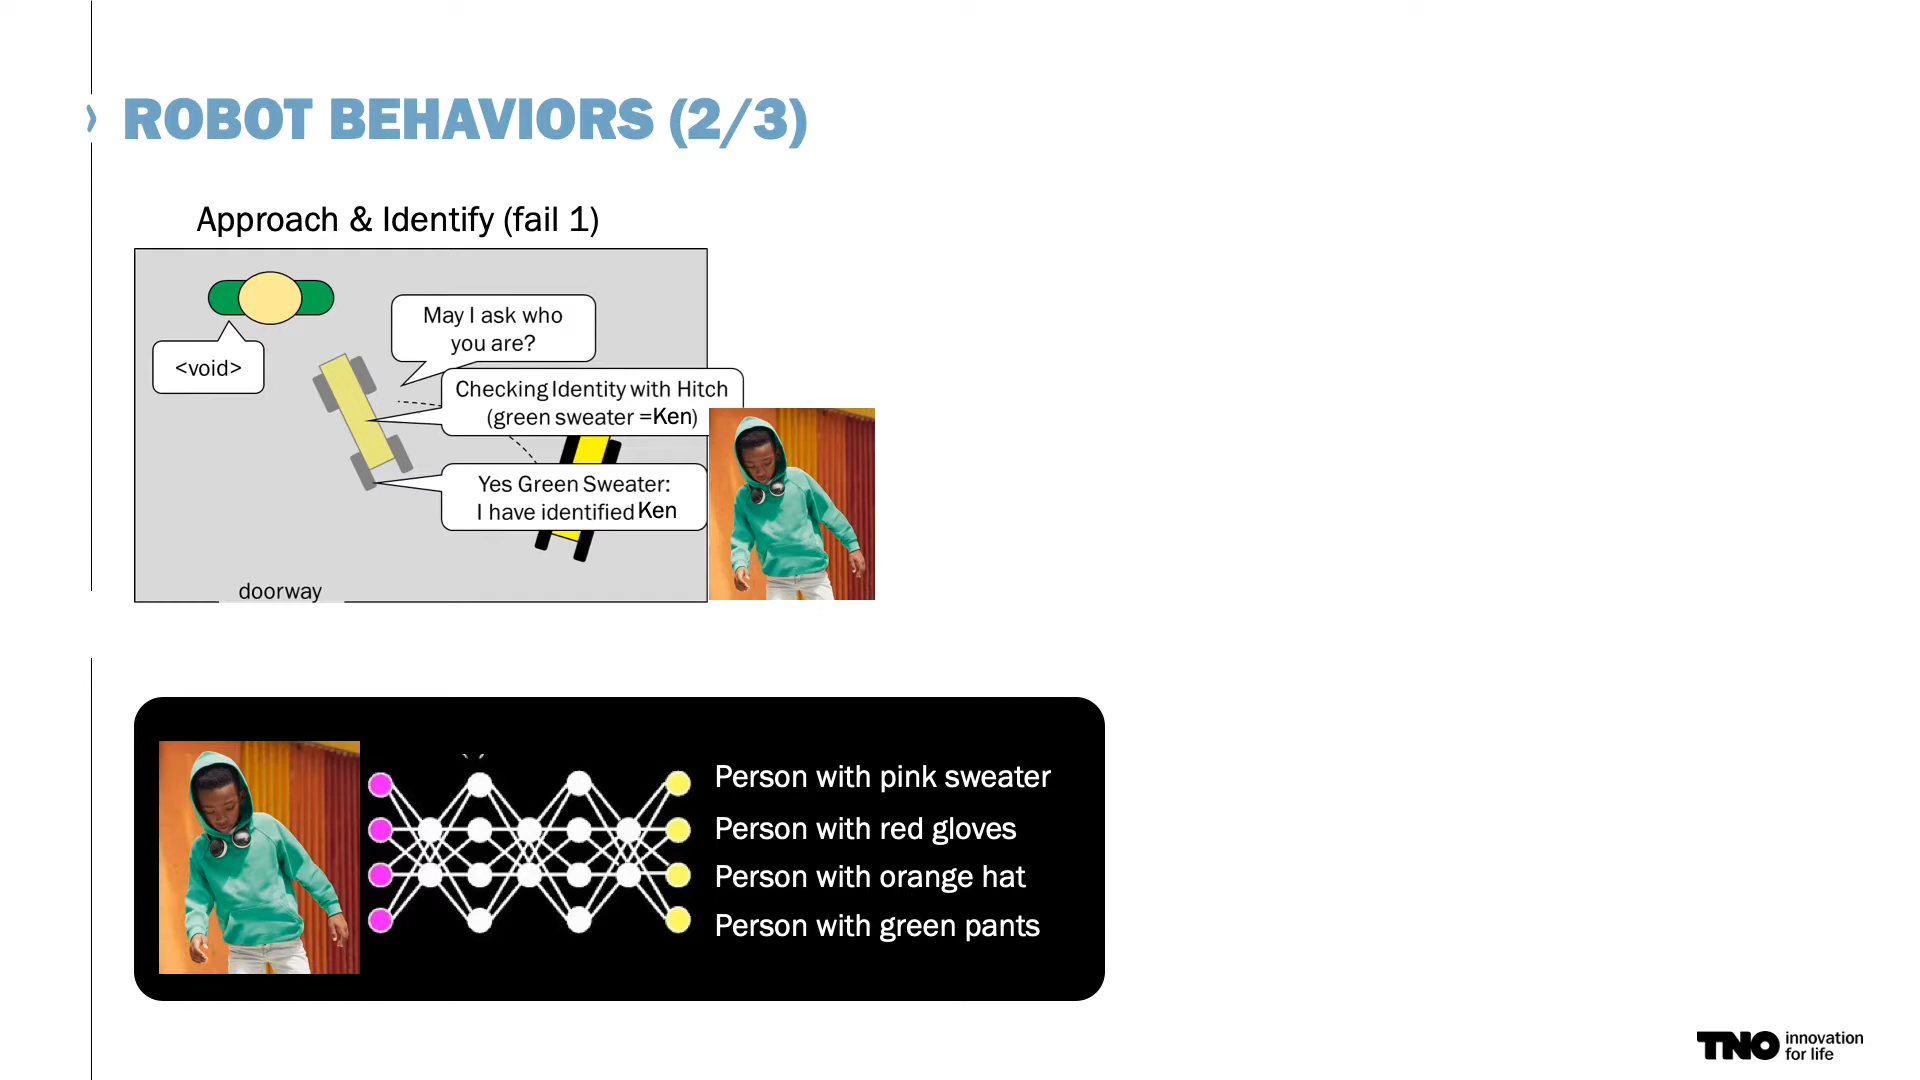 ROBOT BEHAVIORS (2/3)
Approach & Identify (fail 1)
May I ask who
you are?
<void>
Checking Identity with Hitch
(green sweater =Ken)
Yes Green Sweater:
I have identified Ken
doorway
Person with pink sweater
Person with red gloves
Person with orange hat
Person with green pants
TNO innovation
for life